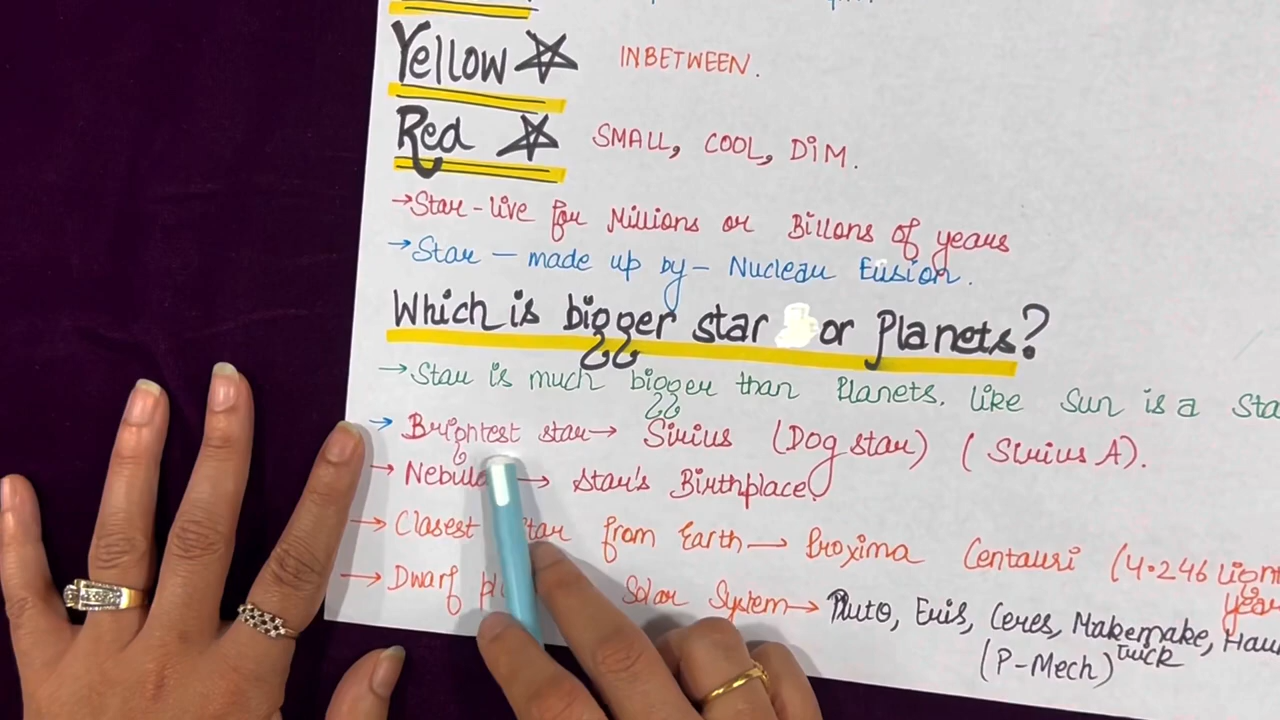 Yellow INBETWEEN.
Red SMALL, COOL, DIM.
→Star-live for Millions or Billons of years
→Star – made up by – Nuclear Fusion.
Which is bigger star or Planets?
→Star is much bigger than Planets. like Sun is a Sta
→ Brightest star→ Sirius (Dog star) (Sirius A).
→ Nebula → Star's Birthplace.
→ Closest Star from Earth→ Proxima Centauri (4.246 Light
Year
→ Dwarf Solar System→ Pluto, Eris, Ceres, Makemake, Hau
(P-Mech) trick